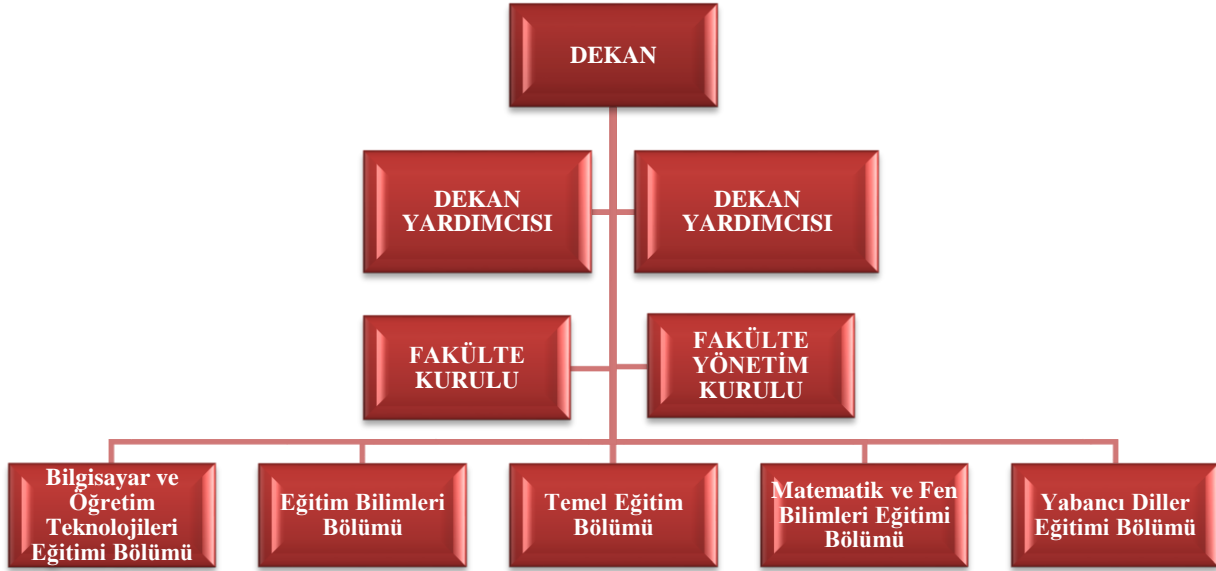 DEKAN
DEKAN
YARDIMCISI
DEKAN
YARDIMCISI
FAKÜLTE
KURULU
FAKÜLTE
YÖNETİM
KURULU
Bilgisayar ve
Öğretim
Teknolojileri
Eğitimi Bölümü
Eğitim Bilimleri
Bölümü
Temel Eğitim
Bölümü
Matematik ve Fen
Bilimleri Eğitimi
Bölümü
Yabancı Diller
Eğitimi Bölümü